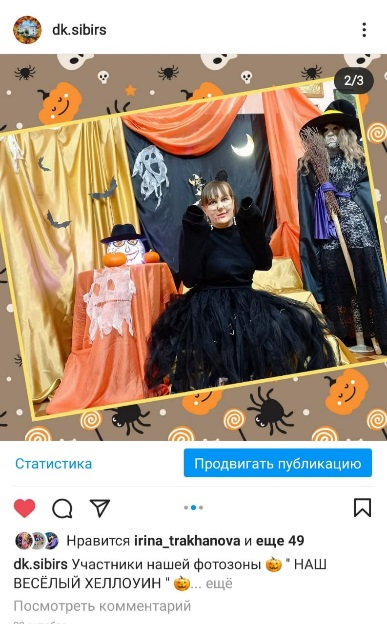 dk.sibirs
2/3
Статистика
Продвигать публикацию
Нравится irina_trakhanova и еще 49
dk.sibirs Участники нашей фотозоны 🎃 " НАШ
ВЕСЁЛЫЙ ХЕЛЛОУИН " 🎃... ещё
Посмотреть комментарий